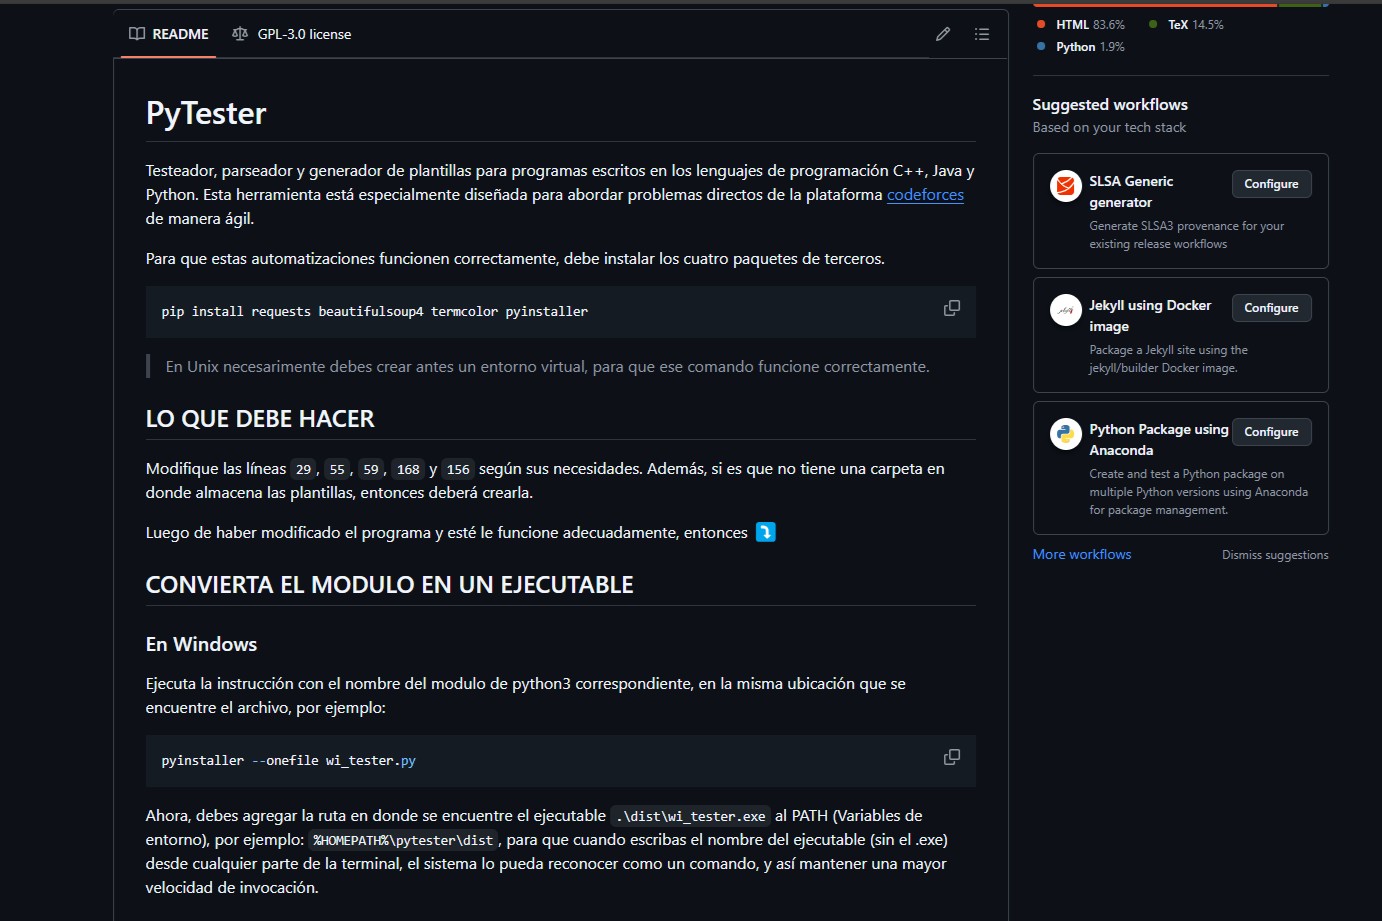 README
GPL-3.0 license
PyTester
Testeador, parseador y generador de plantillas para programas escritos en los lenguajes de programación C++, Java y
Python. Esta herramienta está especialmente diseñada para abordar problemas directos de la plataforma codeforces
de manera ágil.
Para que estas automatizaciones funcionen correctamente, debe instalar los cuatro paquetes de terceros.
pip install requests beautifulsoup4 termcolor pyinstaller
En Unix necesarimente debes crear antes un entorno virtual, para que ese comando funcione correctamente.
LO QUE DEBE HACER
Modifique las líneas 29, 55, 59, 168 y 156 según sus necesidades. Además, si es que no tiene una carpeta en
donde almacena las plantillas, entonces deberá crearla.
Luego de haber modificado el programa y esté le funcione adecuadamente, entonces ⤵️
CONVIERTA EL MODULO EN UN EJECUTABLE
En Windows
Ejecuta la instrucción con el nombre del modulo de python3 correspondiente, en la misma ubicación que se
encuentre el archivo, por ejemplo:
pyinstaller --onefile wi_tester.py
Ahora, debes agregar la ruta en donde se encuentre el ejecutable .\dist\wi_tester.exe al PATH (Variables de
entorno), por ejemplo: %HOMEPATH%\pytester\dist, para que cuando escribas el nombre del ejecutable (sin el .exe)
desde cualquier parte de la terminal, el sistema lo pueda reconocer como un comando, y así mantener una mayor
velocidad de invocación.
HTML 83.6% TeX 14.5%
Python 1.9%
Suggested workflows
Based on your tech stack
SLSA Generic
generator
Configure
Generate SLSA3 provenance for your
existing release workflows
Jekyll using Docker
image
Configure
Package a Jekyll site using the
jekyll/builder Docker image.
Python Package using
Anaconda
Configure
Create and test a Python package on
multiple Python versions using Anaconda
for package management.
More workflows
Dismiss suggestions